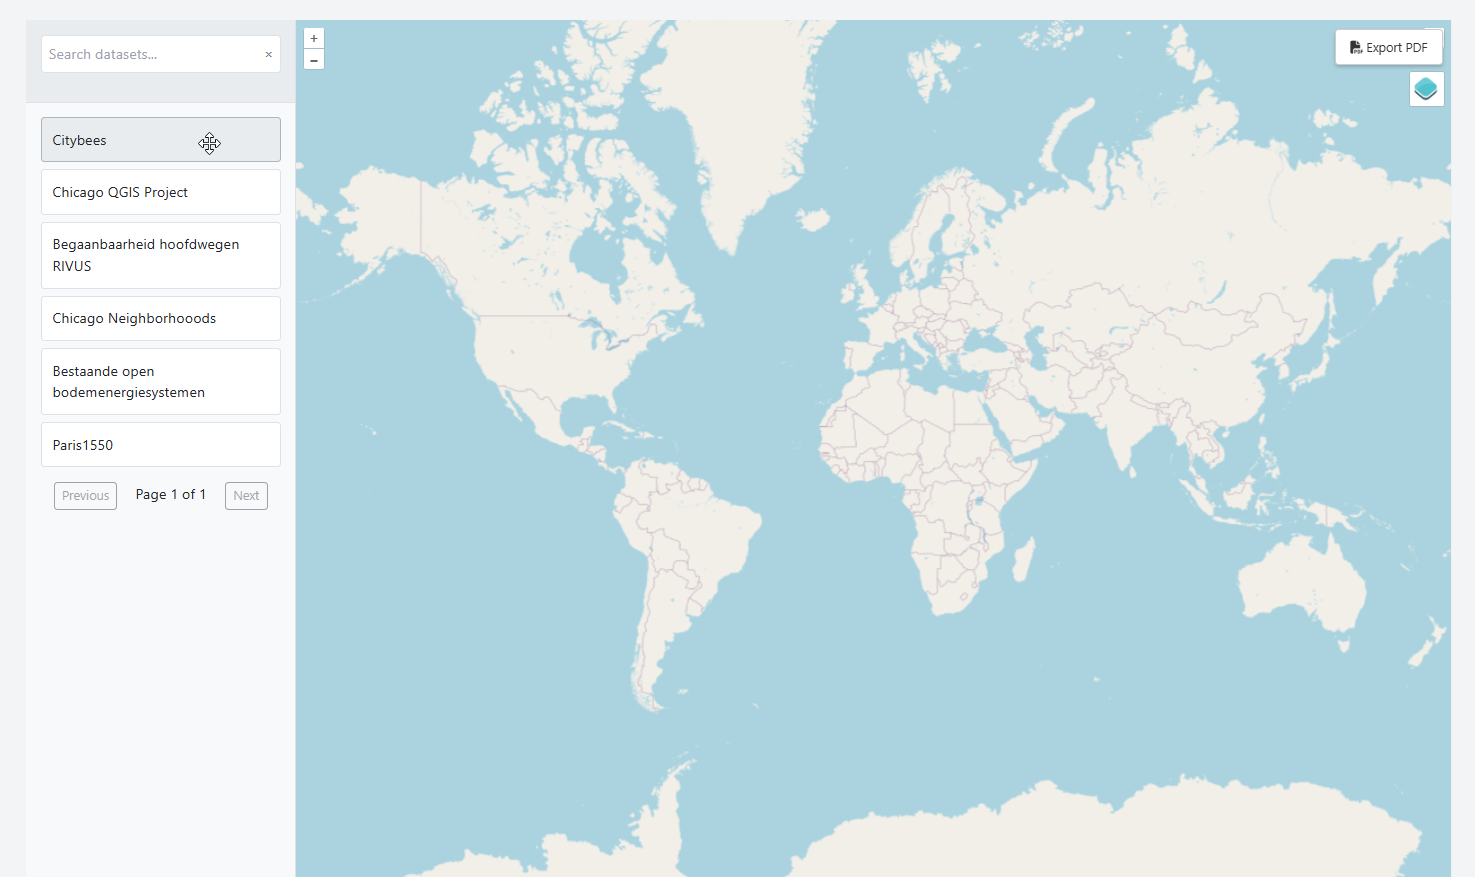 Search datasets...
×
+
−
Export PDF
Citybees
Chicago QGIS Project
Begaanbaarheid hoofdwegen
RIVUS
Chicago Neighborhooods
Bestaande open
bodemenergiesystemen
Paris1550
Previous
Page 1 of 1
Next